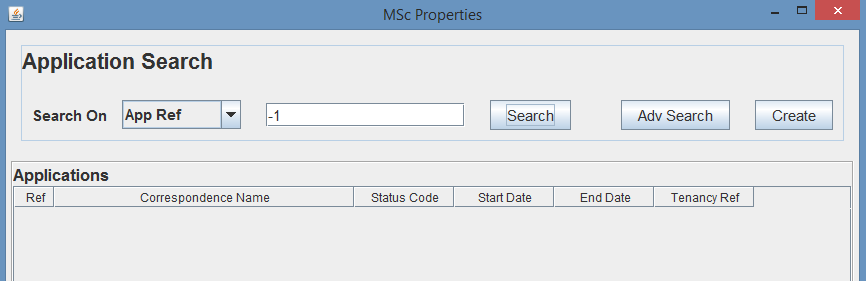 MSc Properties
Application Search
Search On App Ref -1 Search Adv Search Create
Applications
Ref Correspondence Name Status Code Start Date End Date Tenancy Ref